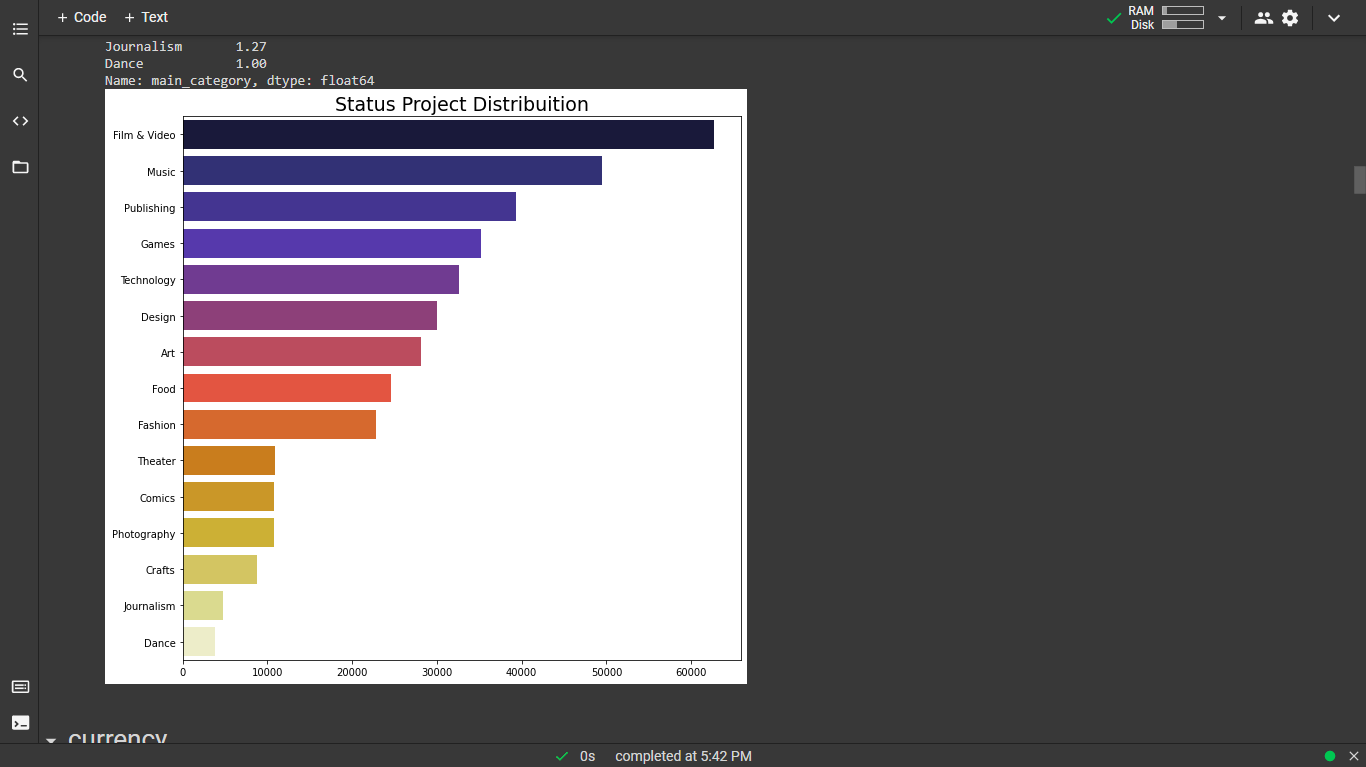 + Code + Text
RAM
Disk
Journalism 1.27
Dance 1.00
Name: main_category, dtype: float64
Status Project Distribuition
Film & Video
Music
Publishing
Games
Technology
Design
Art
Food
Fashion
Theater
Comics
Photography
Crafts
Journalism
Dance
0 10000 20000 30000 40000 50000 60000
currency
0s completed at 5:42 PM